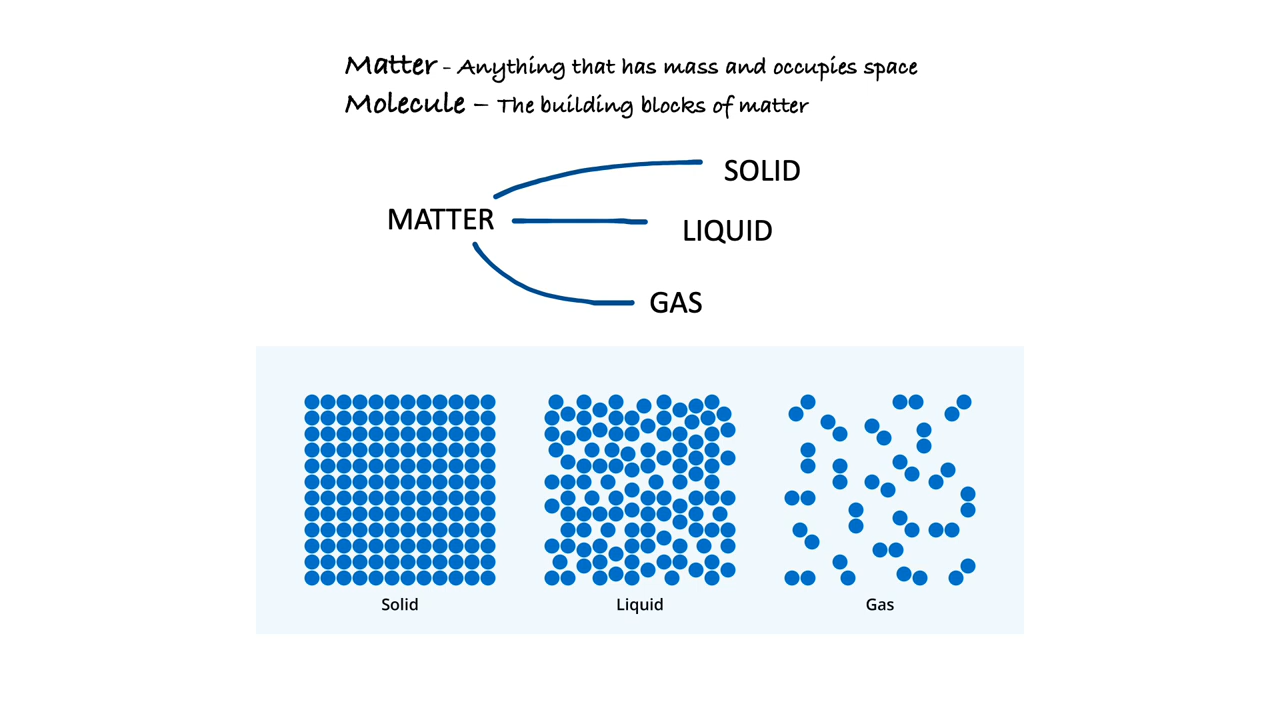 Matter - Anything that has mass and occupies space
Molecule – The building blocks of matter
SOLID
MATTER
LIQUID
GAS
Solid
Liquid
Gas